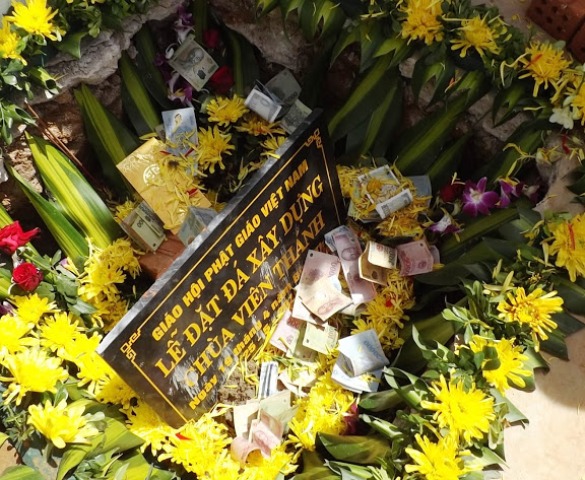 GIÁO HỘI PHẬT GIÁO VIỆT NAM
LỄ ĐẶT ĐÁ XÂY DỰNG
CHÙA VIÊN THÀNH